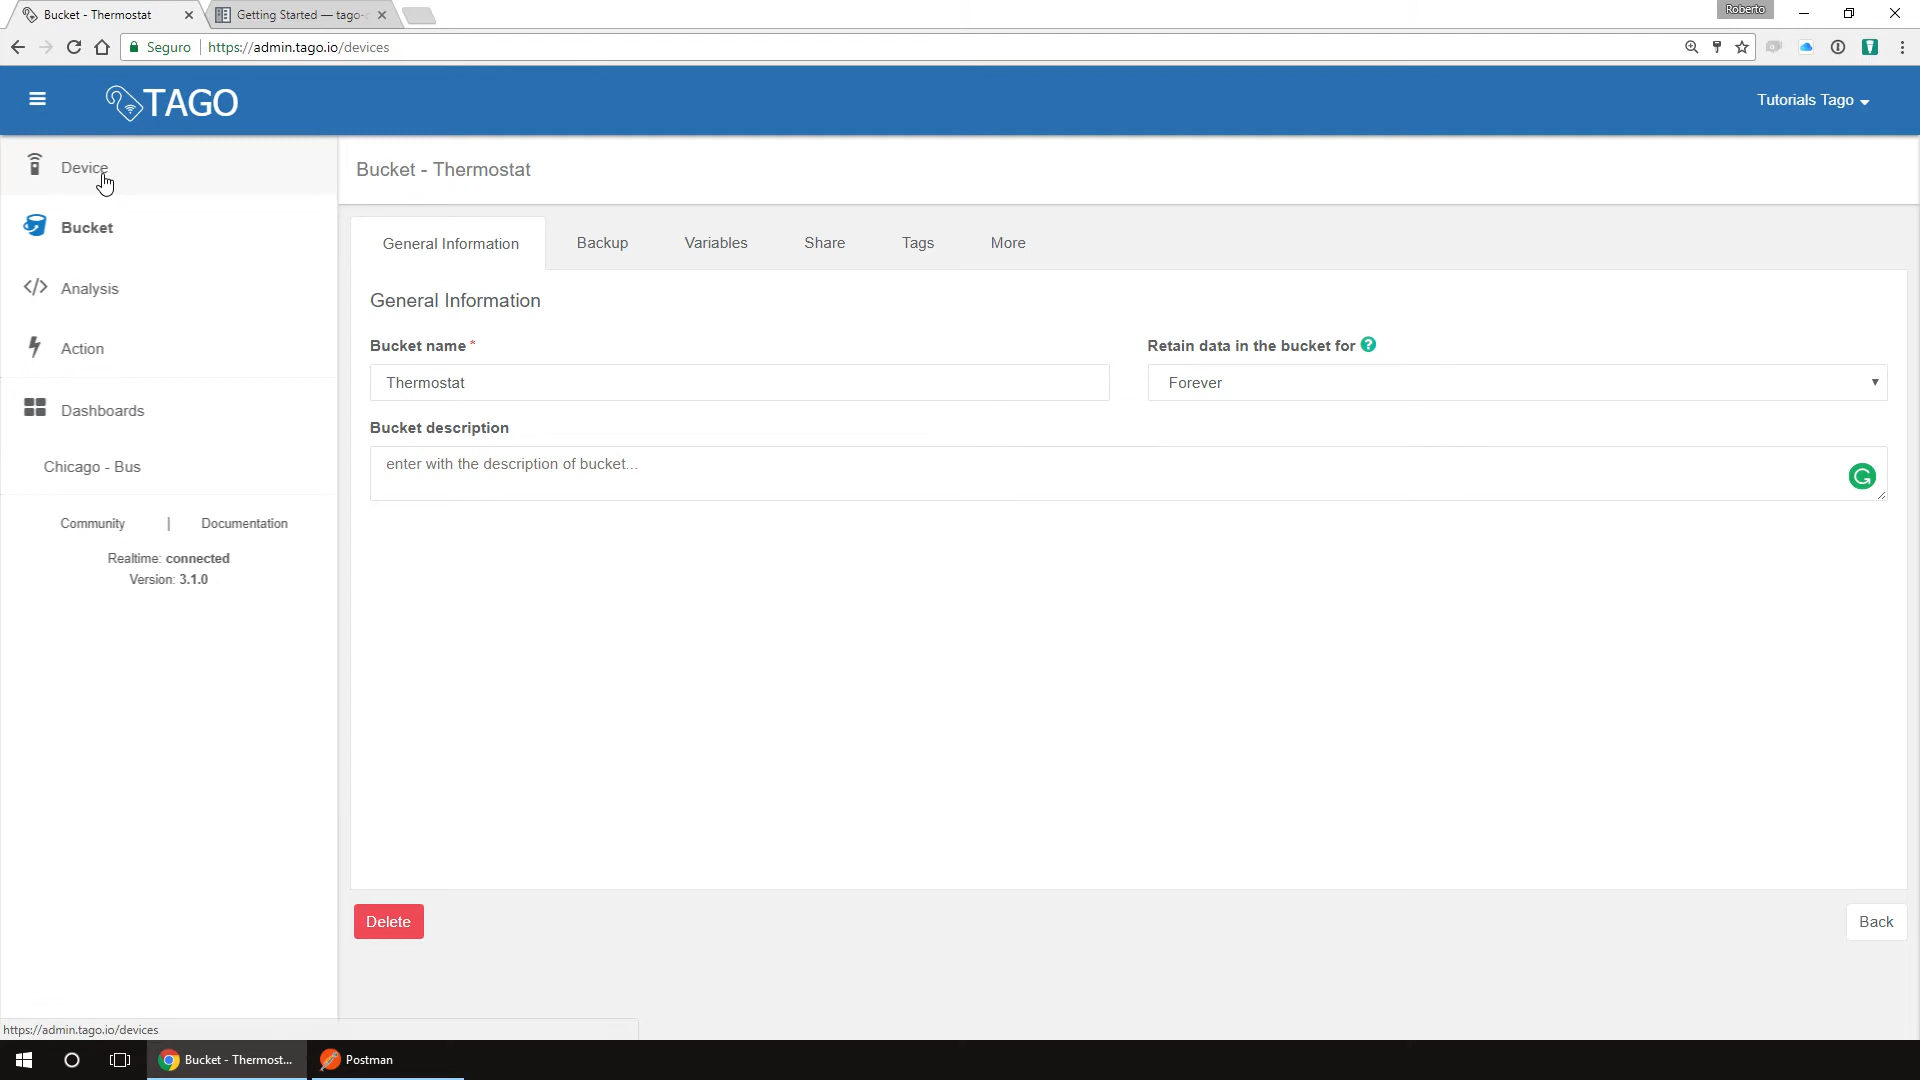 Bucket - Thermostat
Getting Started — tago-
Roberto
Seguro
https://admin.tago.io/devices
TAGO
Tutorials Tago
Device
Bucket
Analysis
Action
Dashboards
Chicago - Bus
Community | Documentation
Realtime: connected
Version: 3.1.0
Bucket - Thermostat
General Information
Backup
Variables
Share
Tags
More
General Information
Bucket name *
Thermostat
Retain data in the bucket for ?
Forever
Bucket description
enter with the description of bucket...
Delete
Back
https://admin.tago.io/devices
Bucket - Thermost...
Postman